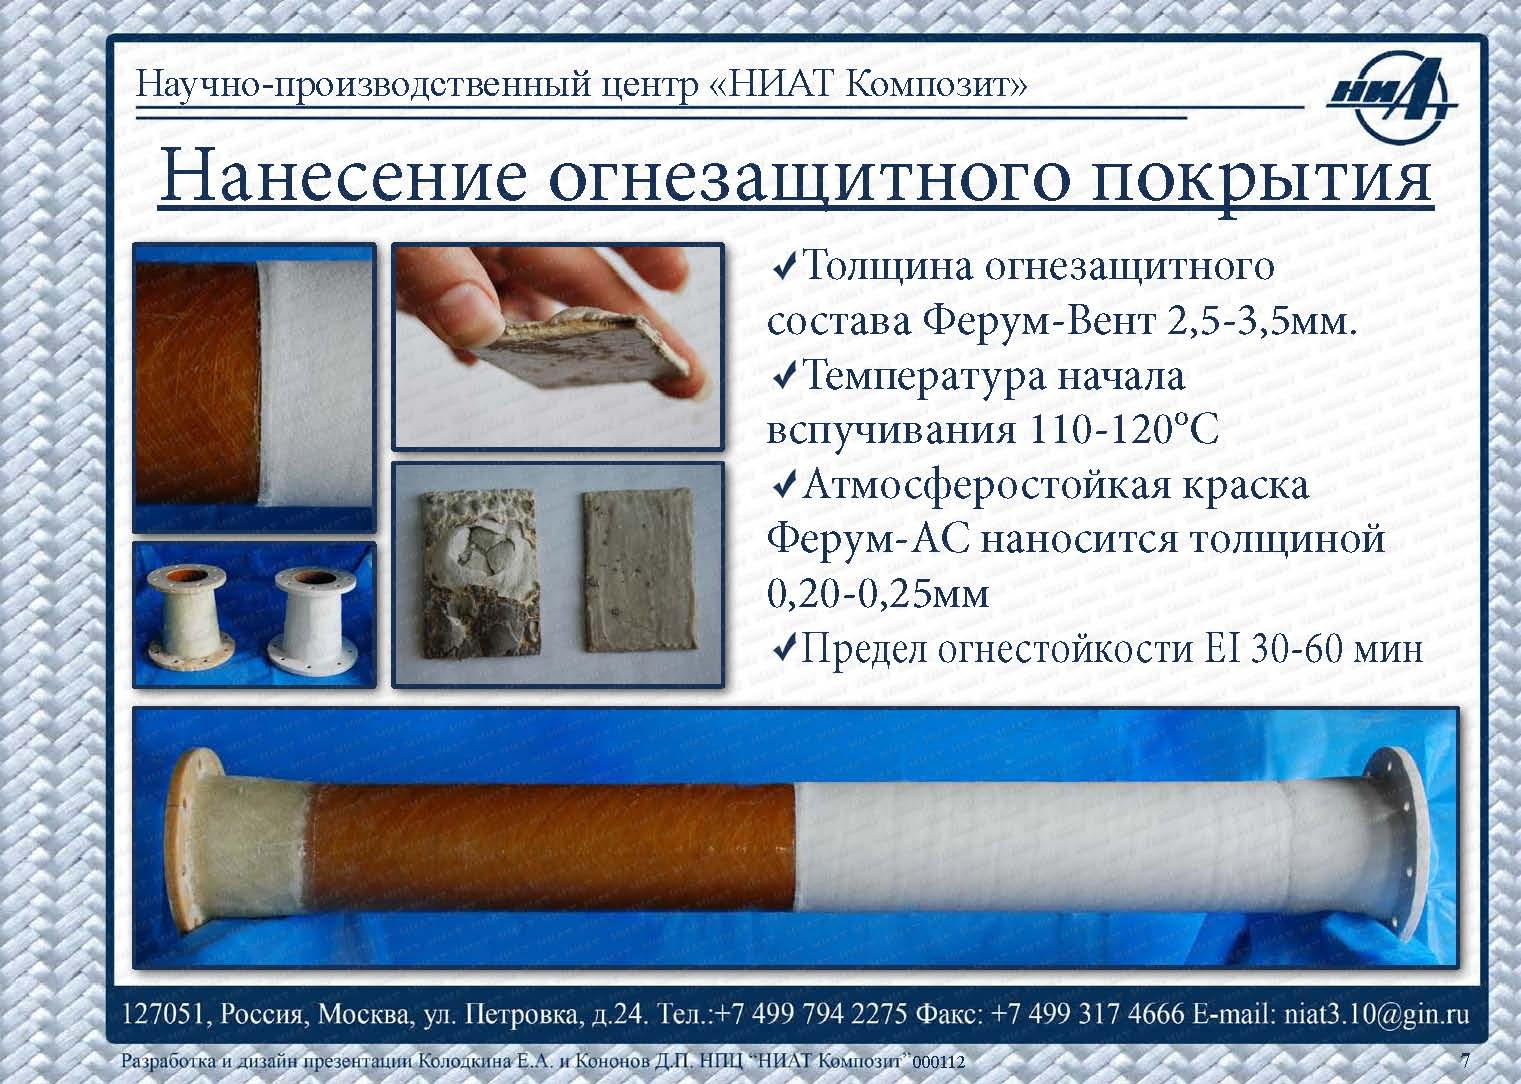 Научно-производственный центр «НИАТ Композит»
НИАТ
Нанесение огнезащитного покрытия
✓Толщина огнезащитного
состава Ферум-Вент 2,5-3,5мм.
✓Температура начала
вспучивания 110-120°С
✓Атмосферостойкая краска
Ферум-АС наносится толщиной
0,20-0,25мм
✓Предел огнестойкости EI 30-60 мин
127051, Россия, Москва, ул. Петровка, д.24. Тел.:+7 499 794 2275 Факс: +7 499 317 4666 E-mail: niat3.10@gin.ru
Разработка и дизайн презентации Колодкина Е.А. и Кононов Д.П. НПЦ “НИАТ Композит” 000112
7